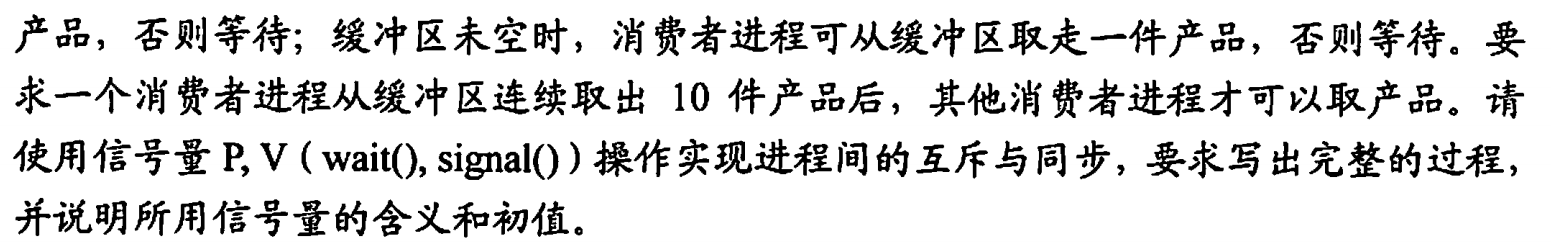 产品，否则等待；缓冲区未空时，消费者进程可从缓冲区取走一件产品，否则等待。要
求一个消费者进程从缓冲区连续取出 10 件产品后，其他消费者进程才可以取产品。请
使用信号量 P, V（wait(), signal()）操作实现进程间的互斥与同步，要求写出完整的过程，
并说明所用信号量的含义和初值。